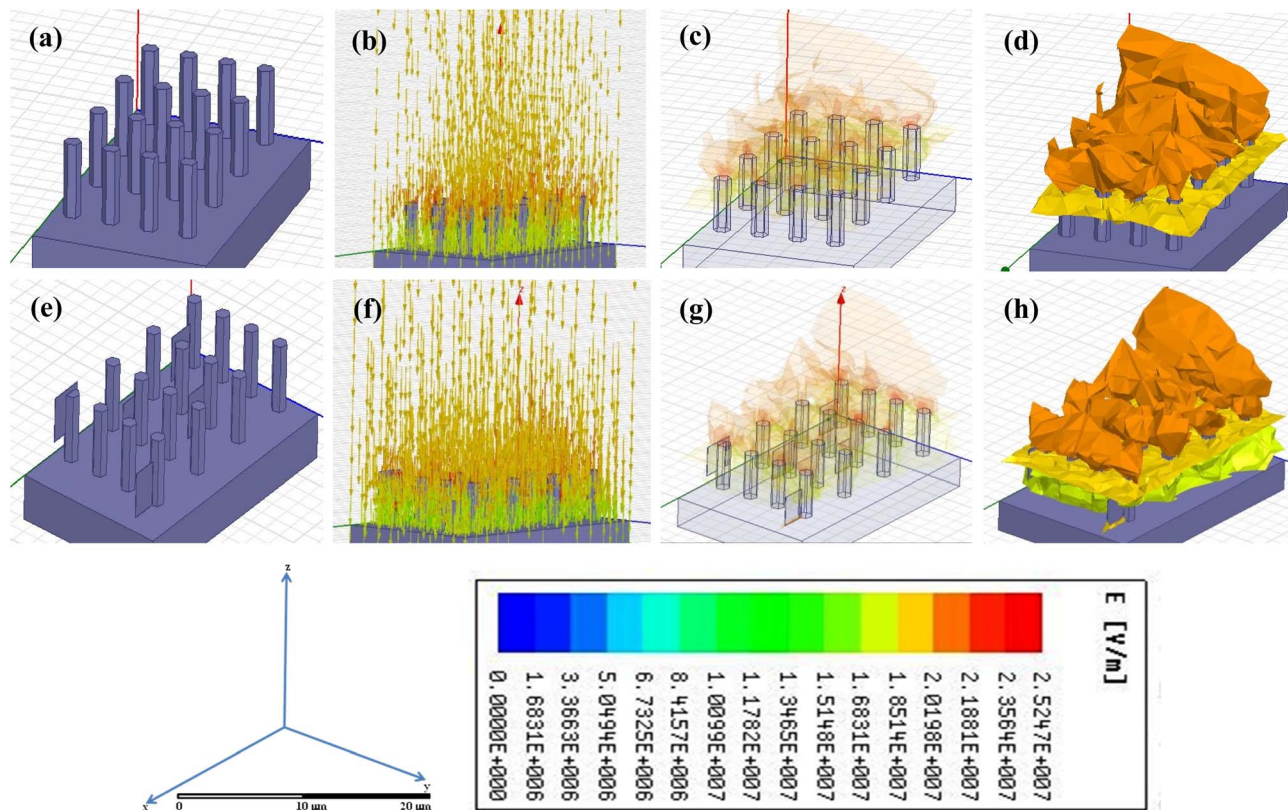 (a)
(b)
(c)
(d)
(e)
(f)
z
(g)
z
(h)
z
x
y
0 10 µm 20 µm
E [V/m]
0.0000E+000
1.6831E+006
3.3663E+006
5.0494E+006
6.7325E+006
8.4157E+006
1.0099E+007
1.1782E+007
1.3465E+007
1.5148E+007
1.6831E+007
1.8514E+007
2.0198E+007
2.1881E+007
2.3564E+007
2.5247E+007